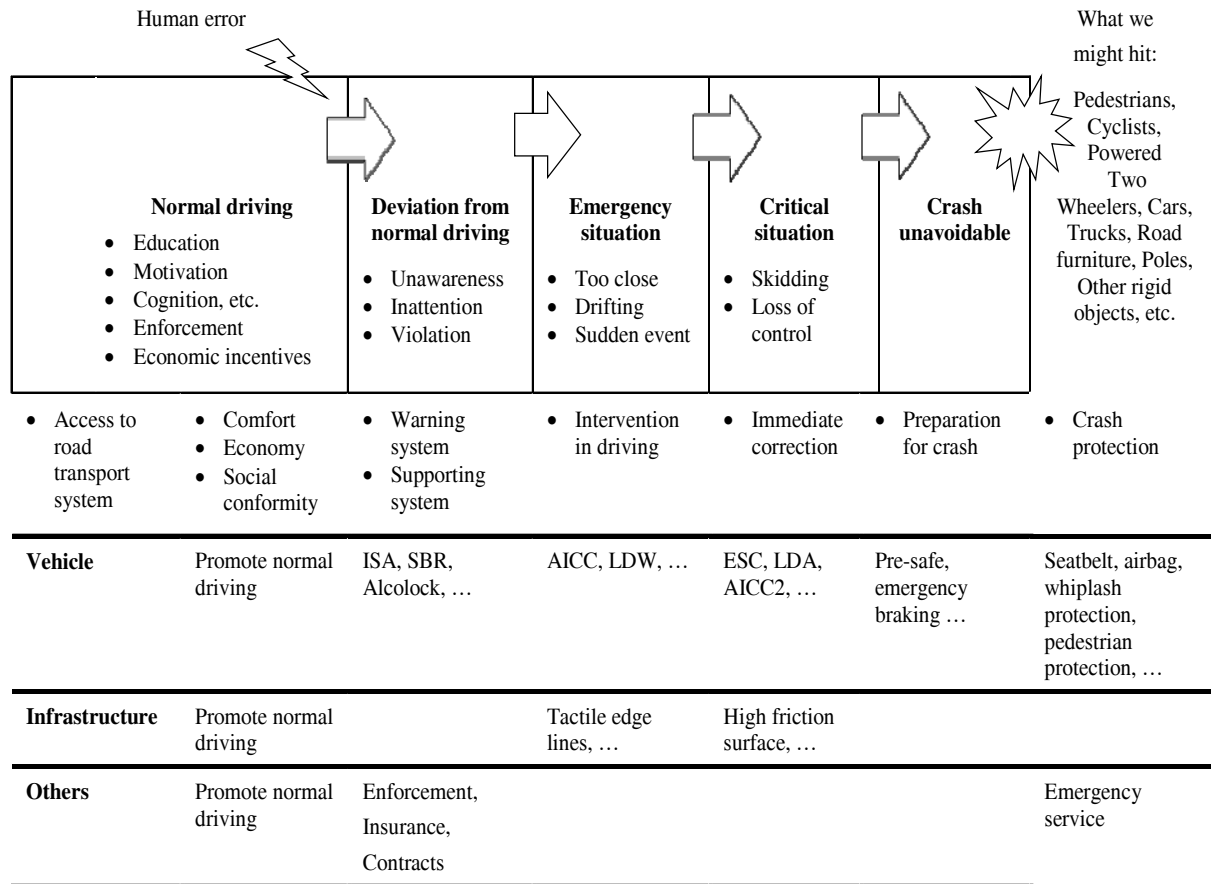 Human error
What we
might hit:
Pedestrians,
Cyclists,
Powered
Two
Wheelers, Cars,
Trucks, Road
furniture, Poles,
Other rigid
objects, etc.
Normal driving
• Education
• Motivation
• Cognition, etc.
• Enforcement
• Economic incentives
Deviation from
normal driving
• Unawareness
• Inattention
• Violation
Emergency
situation
• Too close
• Drifting
• Sudden event
Critical
situation
• Skidding
• Loss of
control
Crash
unavoidable
• Access to
road
transport
system
• Comfort
• Economy
• Social
conformity
• Warning
system
• Supporting
system
• Intervention
in driving
• Immediate
correction
• Preparation
for crash
• Crash
protection
Vehicle
Promote normal
driving
ISA, SBR,
Alcolock, …
AICC, LDW, …
ESC, LDA,
AICC2, …
Pre-safe,
emergency
braking …
Seatbelt, airbag,
whiplash
protection,
pedestrian
protection, …
Infrastructure
Promote normal
driving
Tactile edge
lines, …
High friction
surface, …
Others
Promote normal
driving
Enforcement,
Insurance,
Contracts
Emergency
service